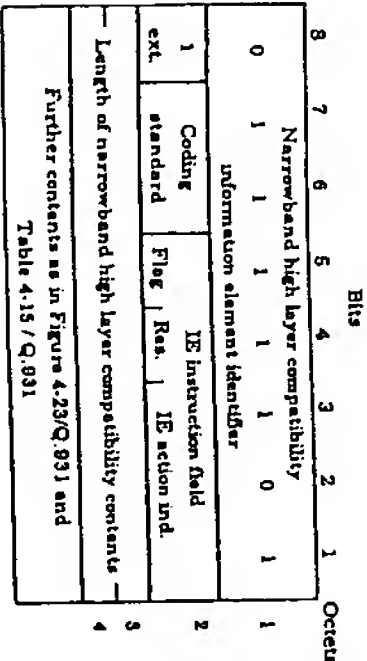 Bits
8 7 6 5 4 3 2 1 Octets
Narrowband high layer compatibility
0 1 1 1 1 1 0 1 1
information element identifier
1 Coding IE instruction field 2
ext. standard Flag Res. IE action ind.
Length of narrowband high layer compatibility contents 3
4
Further contents as in Figure 4-23/Q.931 and
Table 4-15 / Q.931